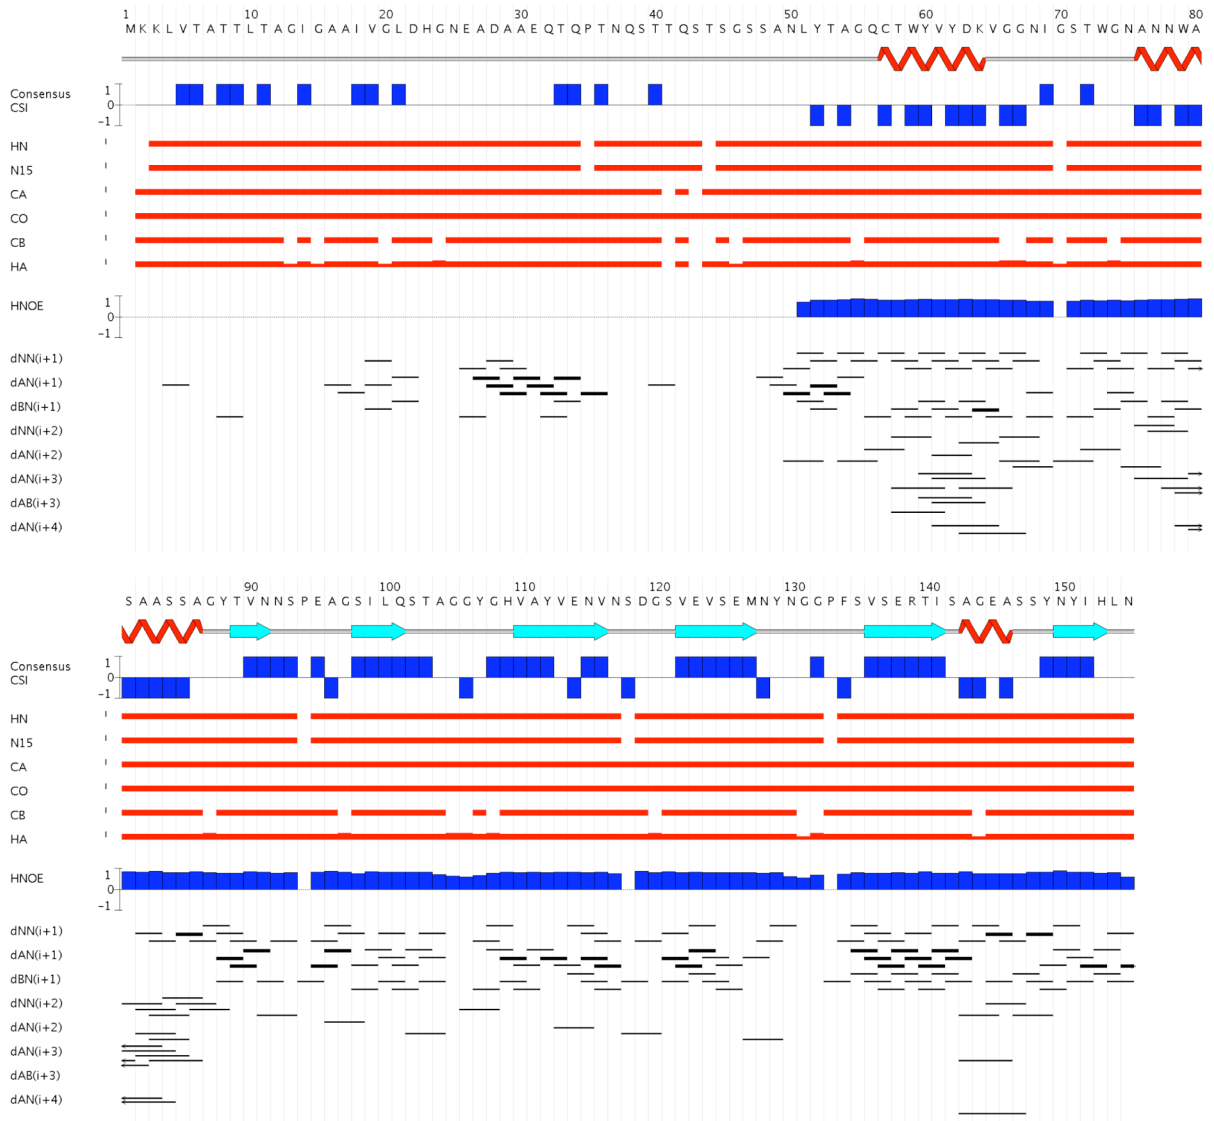 1 10 20 30 40 50 60 70 80
M K K L V T A T T L T A G I G A A I V G L D H G N E A D A A E Q T Q P T N Q S T T Q S T S S A N L Y T A G Q C T W Y V Y D K V G G N I G S T W G N A N N W A
Consensus
CSI
1
0
-1
HN
N15
CA
CO
CB
HA
HNOE
1
0
-1
dNN(i+1)
dAN(i+1)
dBN(i+1)
dNN(i+2)
dAN(i+2)
dAN(i+3)
dAB(i+3)
dAN(i+4)
90 100 110 120 130 140 150
S A A S S A G Y T V N N S P E A G S I L Q S T A G G Y G H V A Y V E N V N S D G S V E V S E M N Y N G G P F S V S E R T I S A G E A S S Y N Y I H L N
Consensus
CSI
1
0
-1
HN
N15
CA
CO
CB
HA
HNOE
1
0
-1
dNN(i+1)
dAN(i+1)
dBN(i+1)
dNN(i+2)
dAN(i+2)
dAN(i+3)
dAB(i+3)
dAN(i+4)